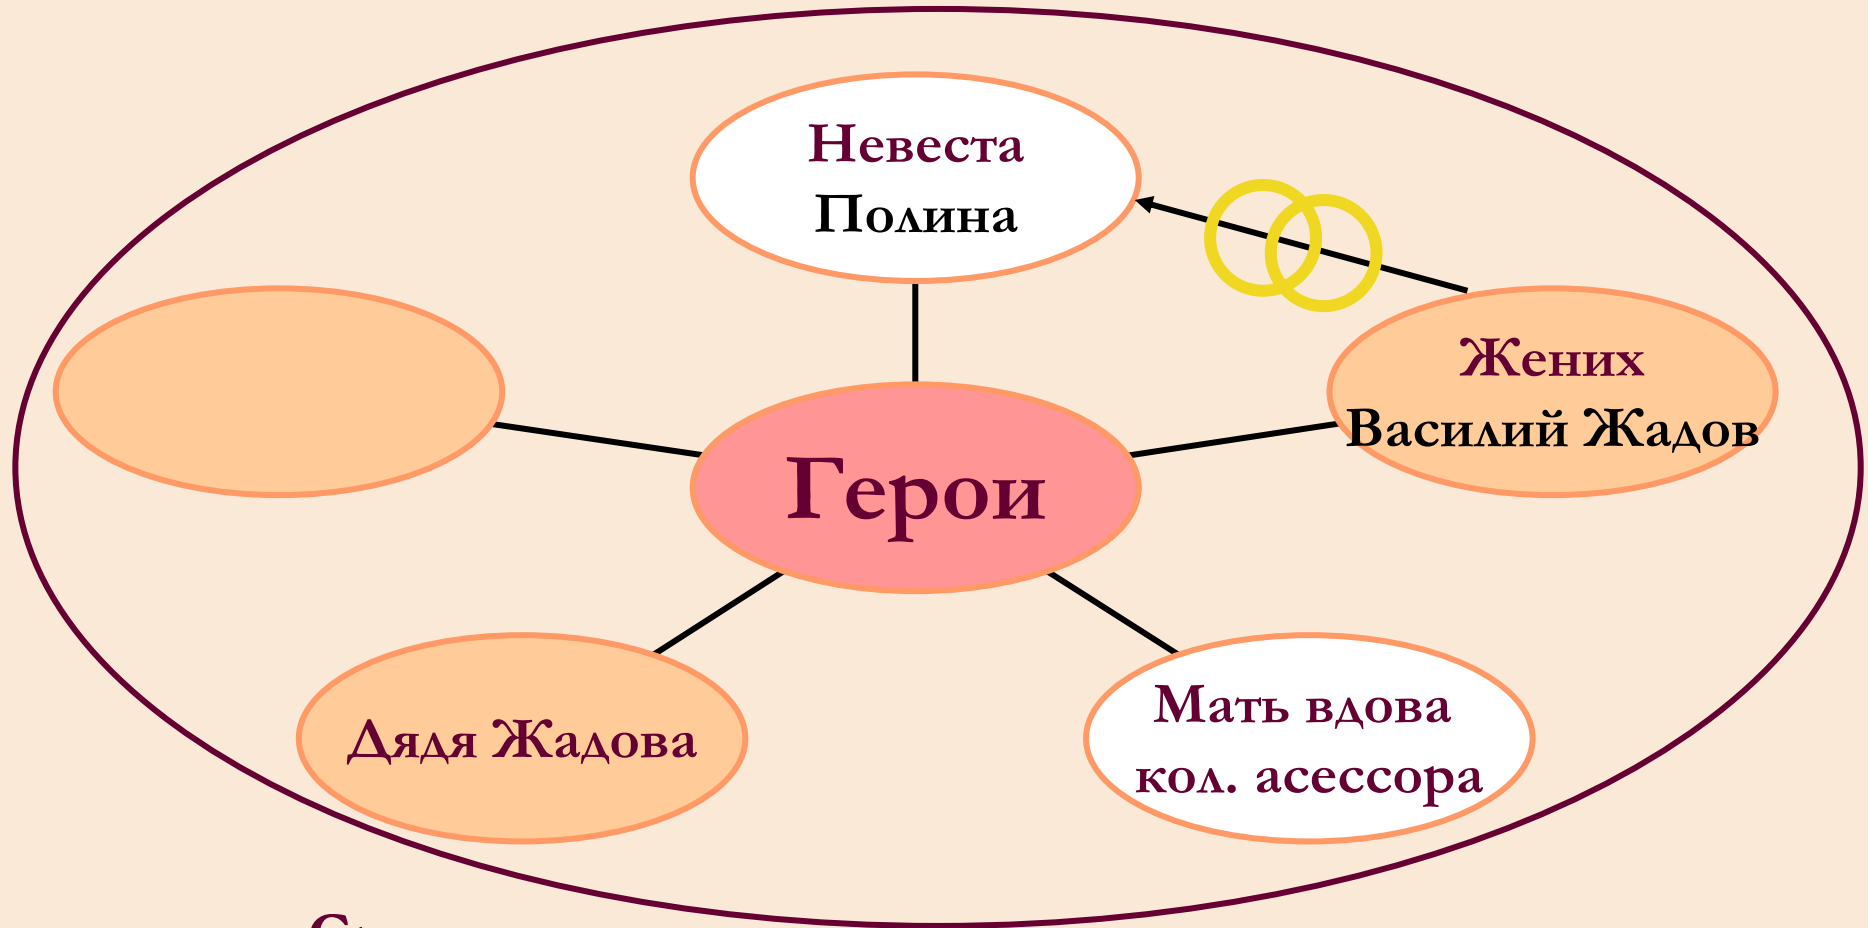 Невеста
Полина
Жених
Василий Жадов
Герои
Дядя Жадова
Мать вдова
кол. асессора